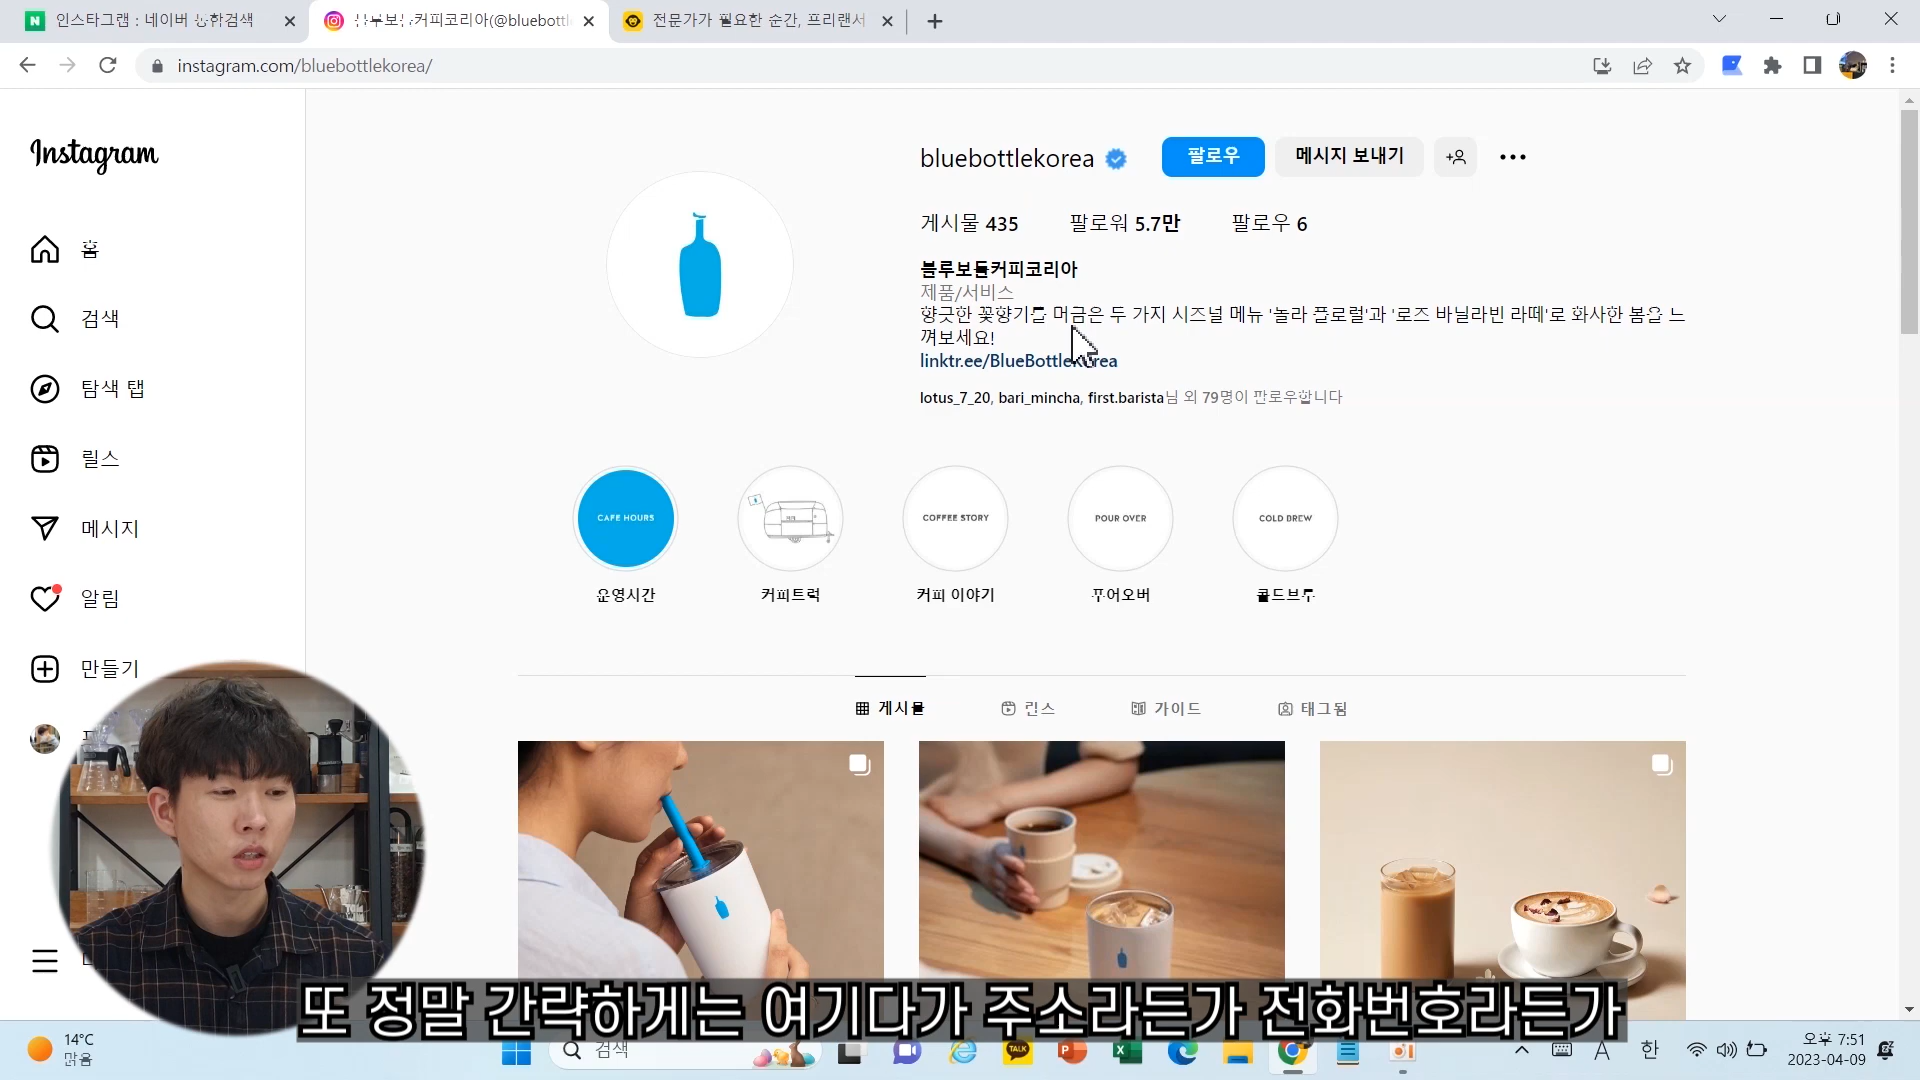 인스타그램 : 네이버 통합검색
블루보틀커피코리아(@bluebottl
전문가가 필요한 순간, 프리랜서
instagram.com/bluebottlekorea/
Instagram
홈
검색
탐색 탭
릴스
메시지
알림
만들기
bluebottlekorea
팔로우
메시지 보내기
게시물 435
팔로워 5.7만
팔로우 6
블루보틀커피코리아
제품/서비스
향긋한 꽃향기를 머금은 두 가지 시즈널 메뉴 '놀라 플로럴'과 '로즈 바닐라빈 라떼'로 화사한 봄을 느
껴보세요!
linktr.ee/BlueBottleKorea
lotus_7_20, bari_mincha, first.barista님 외 79명이 팔로우합니다
CAFE HOURS
COFFEE STORY
POUR OVER
COLD BREW
운영시간
커피트럭
커피 이야기
푸어오버
콜드브루
게시물
릴스
가이드
태그됨
또 정말 간략하게는 여기다가 주소라든가 전화번호라든가
14°C
맑음
검색
TALK
A
한
오후 7:51
2023-04-09